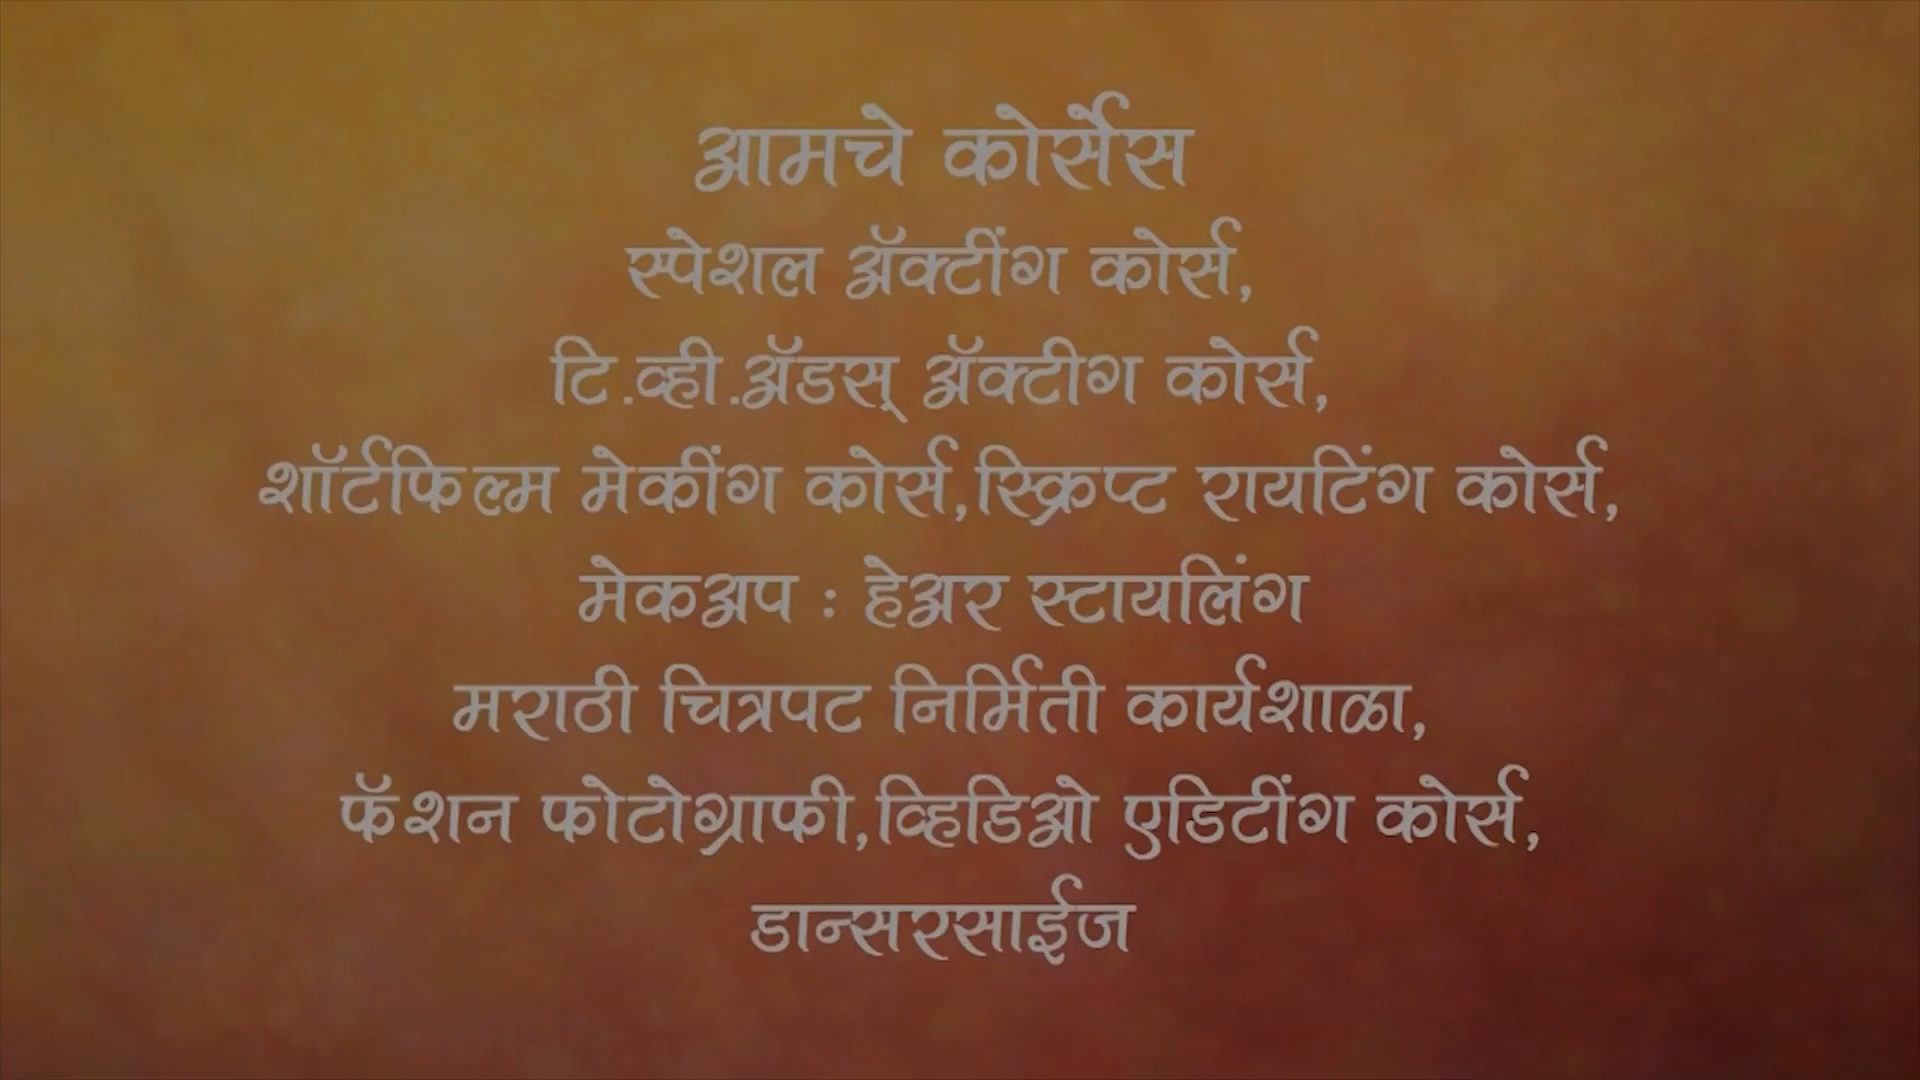 आमचे कोर्सेस
स्पेशल ॲक्टींग कोर्स,
टि.व्ही.ॲडस् ॲक्टीग कोर्स,
शॉर्टफिल्म मेकींग कोर्स,स्क्रिप्ट रायटिंग कोर्स,
मेकअप : हेअर स्टायलिंग
मराठी चित्रपट निर्मिती कार्यशाळा,
फॅशन फोटोग्राफी,व्हिडिओ एडिटींग कोर्स,
डान्सरसाईज